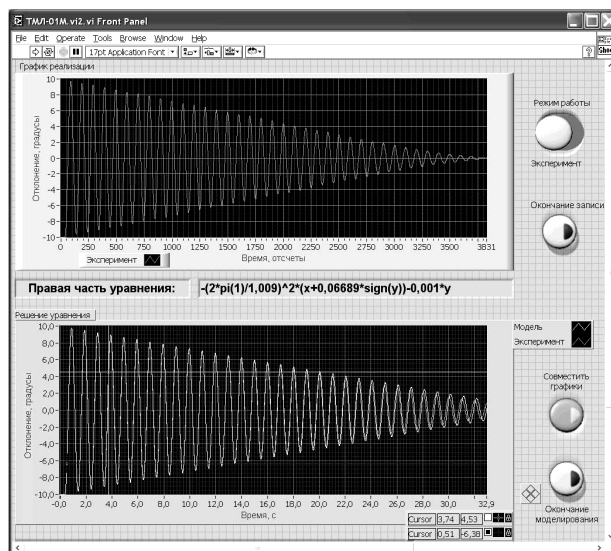 ТМЛ-01М.vi2.vi Front Panel
File Edit Operate Tools Browse Window Help
17pt Application Font
График реализации
Отклонение, градусы
10
8
6
4
2
0
-2
-4
-6
-8
-10
0 250 500 750 1000 1250 1500 1750 2000 2250 2500 2750 3000 3250 3500 3831
Время, отсчеты
Эксперимент
Режим работы
Эксперимент
Окончание записи
Правая часть уравнения: -(2*pi(1)/1,009)^2*(x+0,06689*sign(y))-0,001*y
Решение уравнения
Отклонение, градусы
10,0
8,0
6,0
4,0
2,0
0,0
-2,0
-4,0
-6,0
-8,0
-10,0
-0,0 2,0 4,0 6,0 8,0 10,0 12,0 14,0 16,0 18,0 20,0 22,0 24,0 26,0 28,0 30,0 32,9
Время, с
Модель
Эксперимент
Совместить
графики
Окончание
моделирования
Cursor 3,74 4,53
Cursor 0,51 -6,38